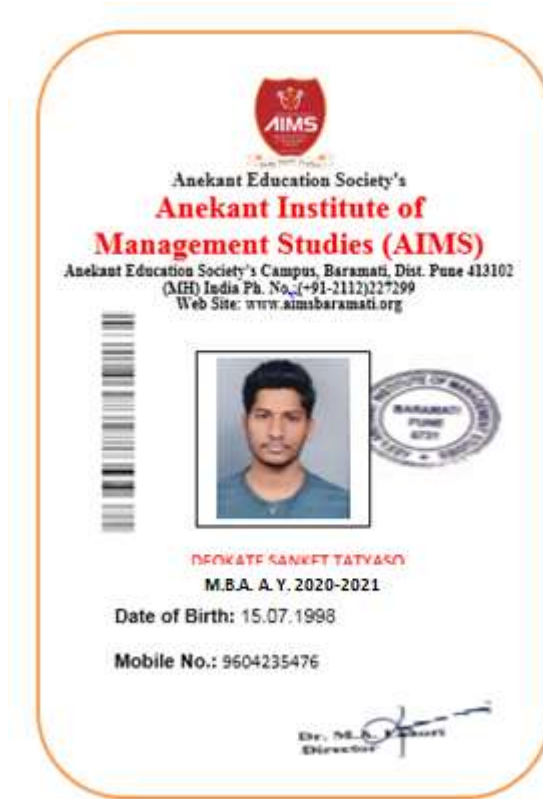 AIMS
Anekant Education Society's
Anekant Institute of
Management Studies (AIMS)
Anekant Education Society's Campus, Baramati, Dist. Pune 413102
(MH) India Ph. No.:(+91-2112)227299
Web Site: www.aimsbaramati.org
BARAMATI
PUNE
DEOKATE SANKET TATYASO
M.B.A. A.Y. 2020-2021
Date of Birth: 15.07.1998
Mobile No.: 9604235476
Dr. M.A.
Director